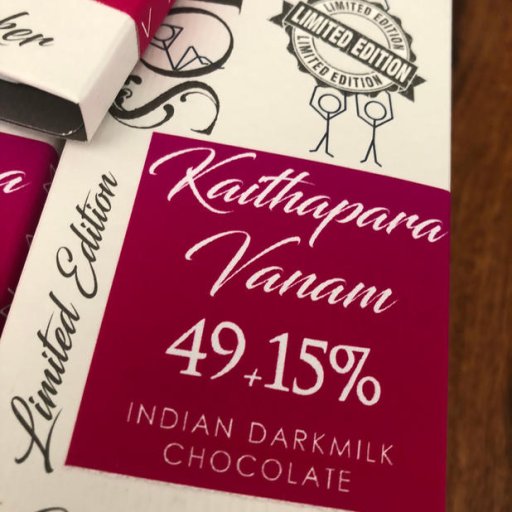 LIMITED EDITION
LIMITED EDITION
LIMITED EDITION
Limited Edition
Kaithapara
Vanam
49+15%
INDIAN DARKMILK
CHOCOLATE